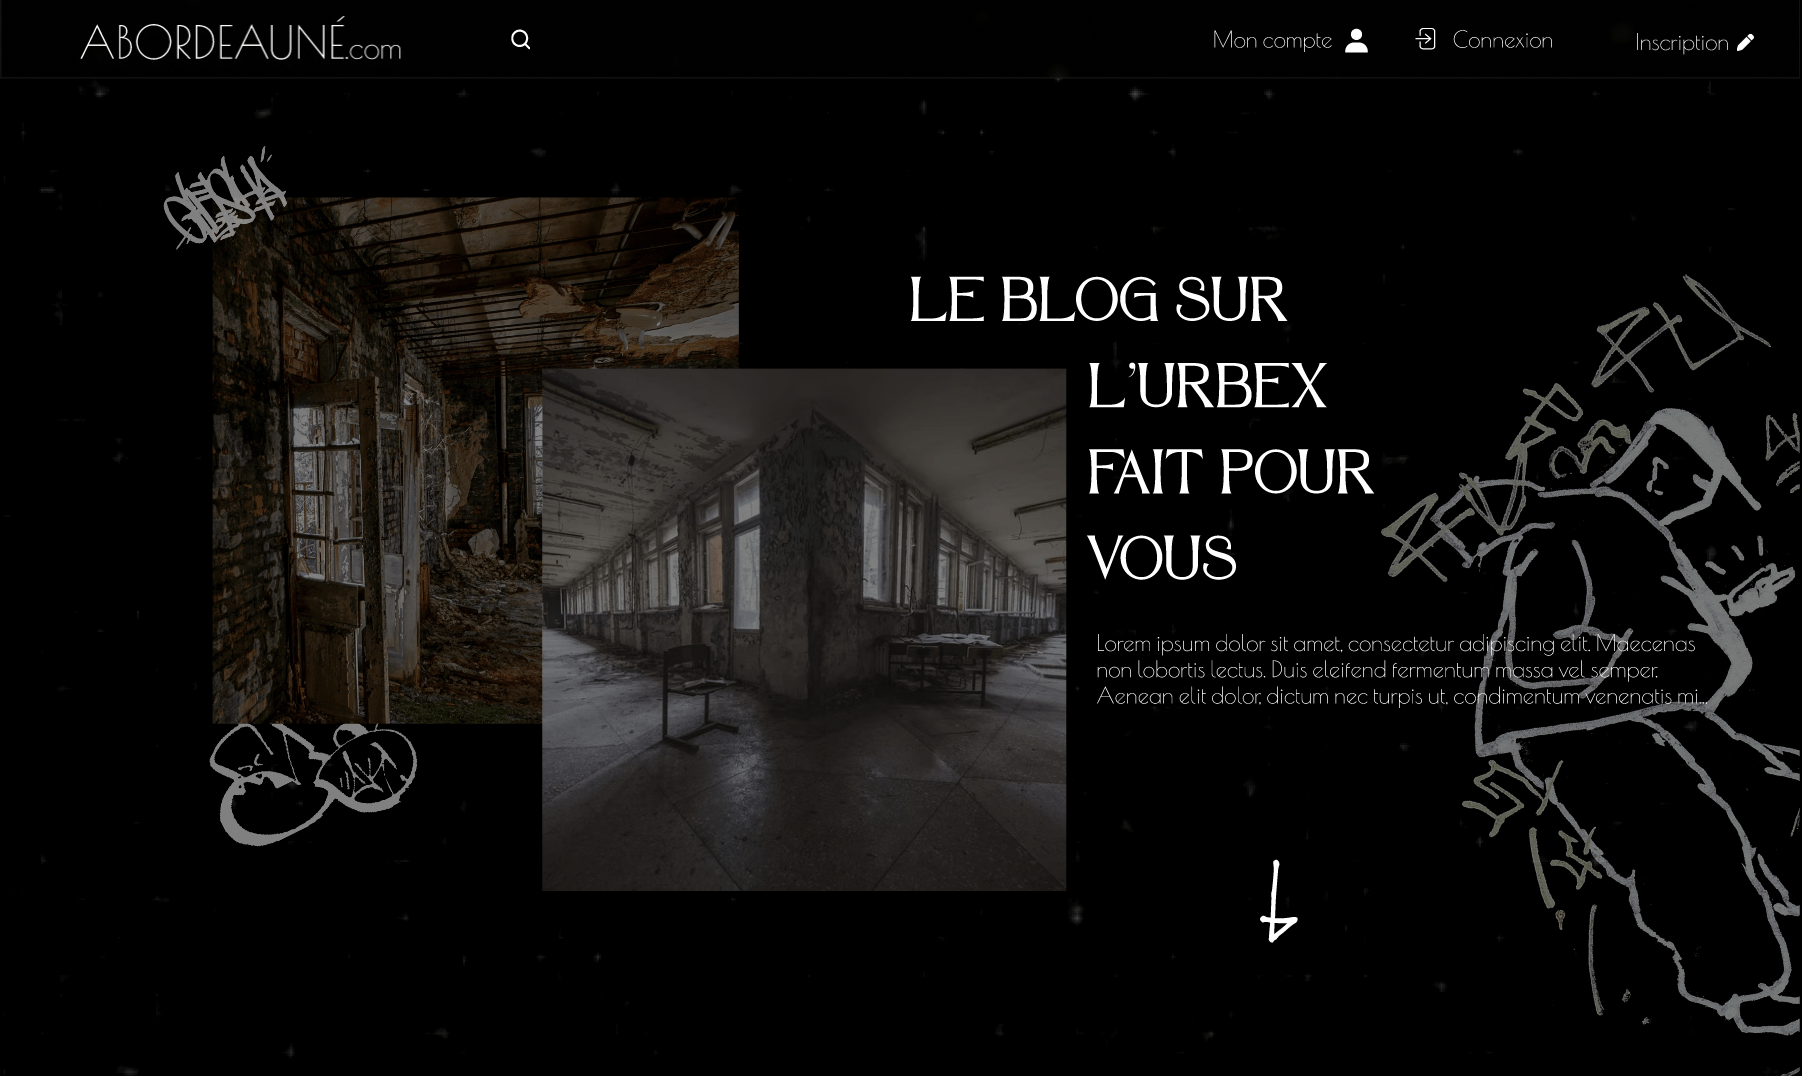 ABORDEAUNÉ.com
Mon compte
Connexion
Inscription
LE BLOG SUR
L'URBEX
FAIT POUR
VOUS
Lorem ipsum dolor sit amet, consectetur adipiscing elit. Maecenas
non lobortis lectus. Duis eleifend fermentum massa vel semper.
Aenean elit dolor, dictum nec turpis ut, condimentum venenatis mi...